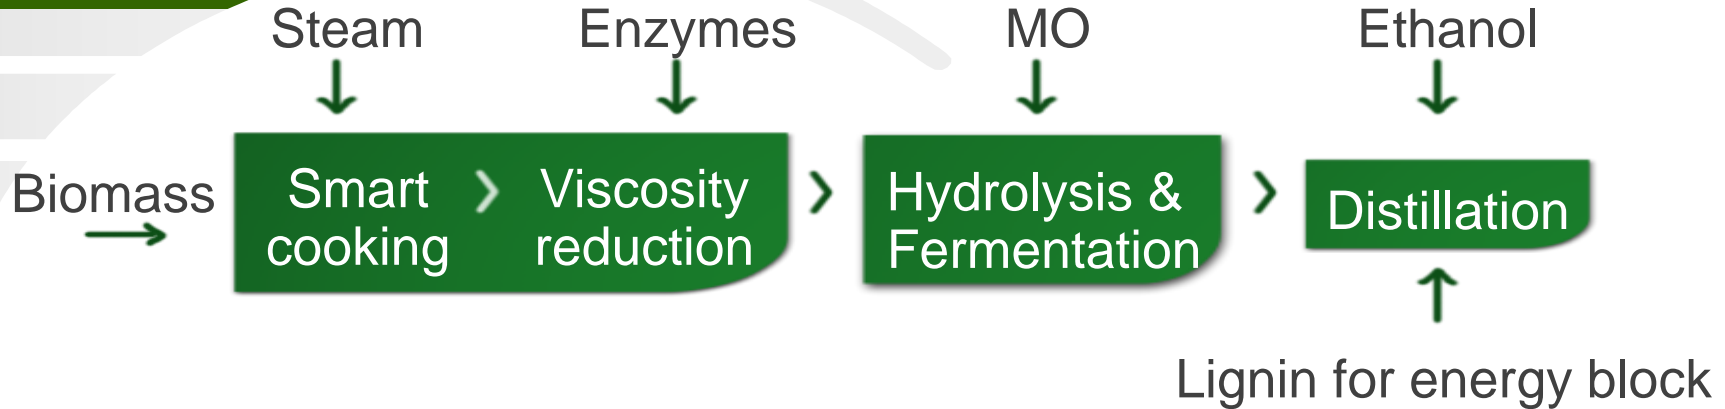 Steam
Enzymes
MO
Ethanol
Biomass
Smart
cooking
Viscosity
reduction
Hydrolysis &
Fermentation
Distillation
Lignin for energy block